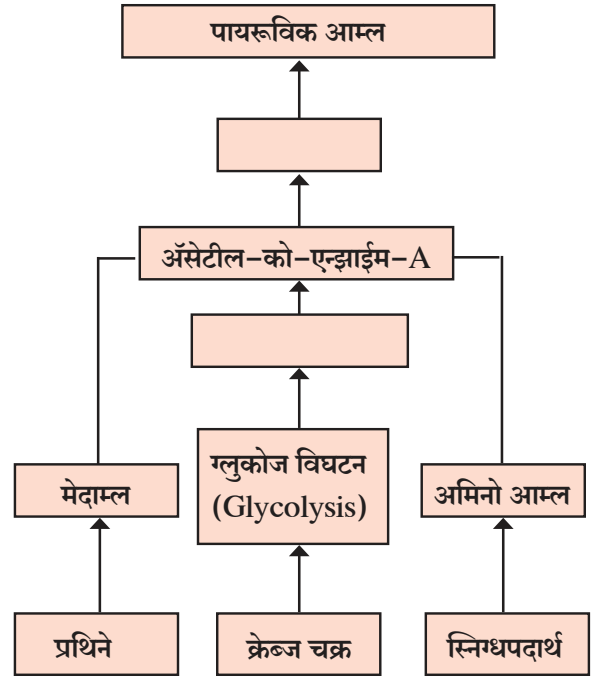 पायरूविक आम्ल
ॲसेटील-को-एन्झाईम-A
ग्लुकोज विघटन
(Glycolysis)
मेदाम्ल
अमिनो आम्ल
प्रथिने
क्रेब्ज चक्र
स्निग्धपदार्थ